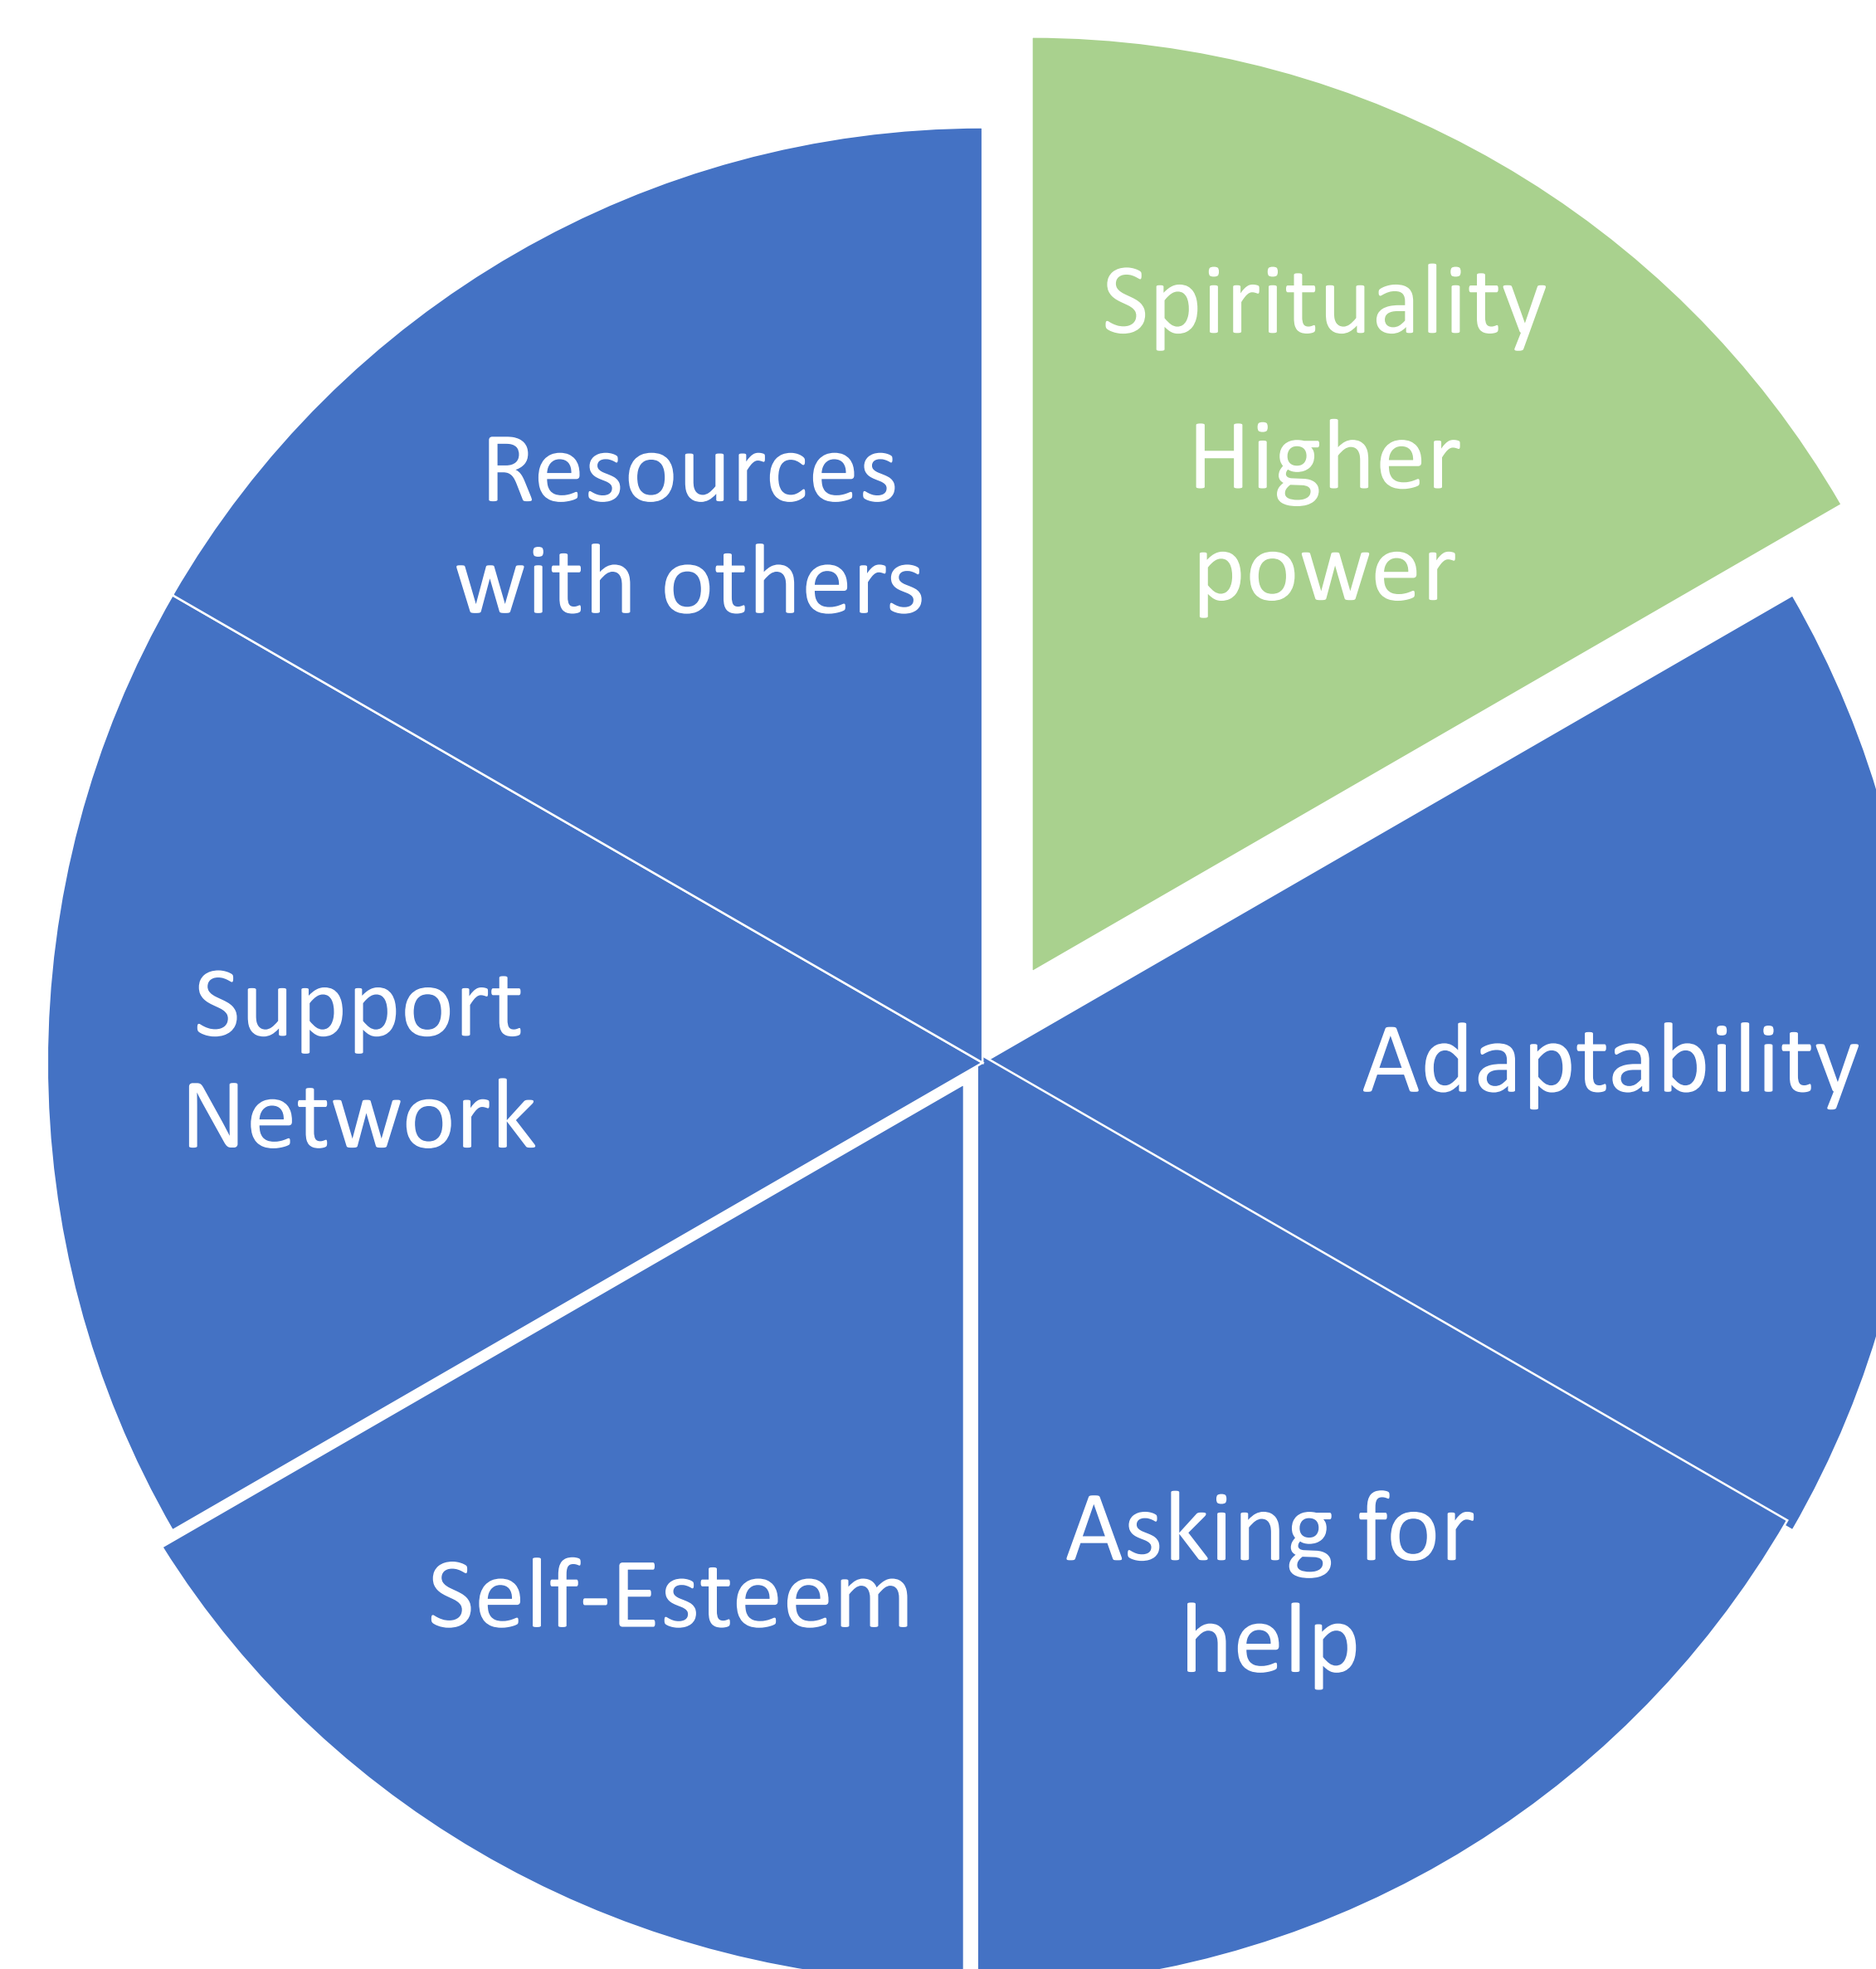 Spirituality
Higher
power
Adaptability
Asking for
help
Self-Esteem
Support
Network
Resources
with others